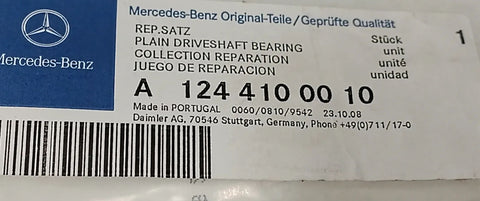 Mercedes-Benz Original-Teile/Geprüfte Qualität
REP.SATZ Stück 1
PLAIN DRIVESHAFT BEARING unit
COLLECTION REPARATION unité
JUEGO DE REPARACION unidad
Mercedes-Benz
A 124 410 00 10
Made in PORTUGAL 0060/0810/9542 23.10.08
Daimler AG, 70546 Stuttgart, Germany, Phone +49(0)711/17-0